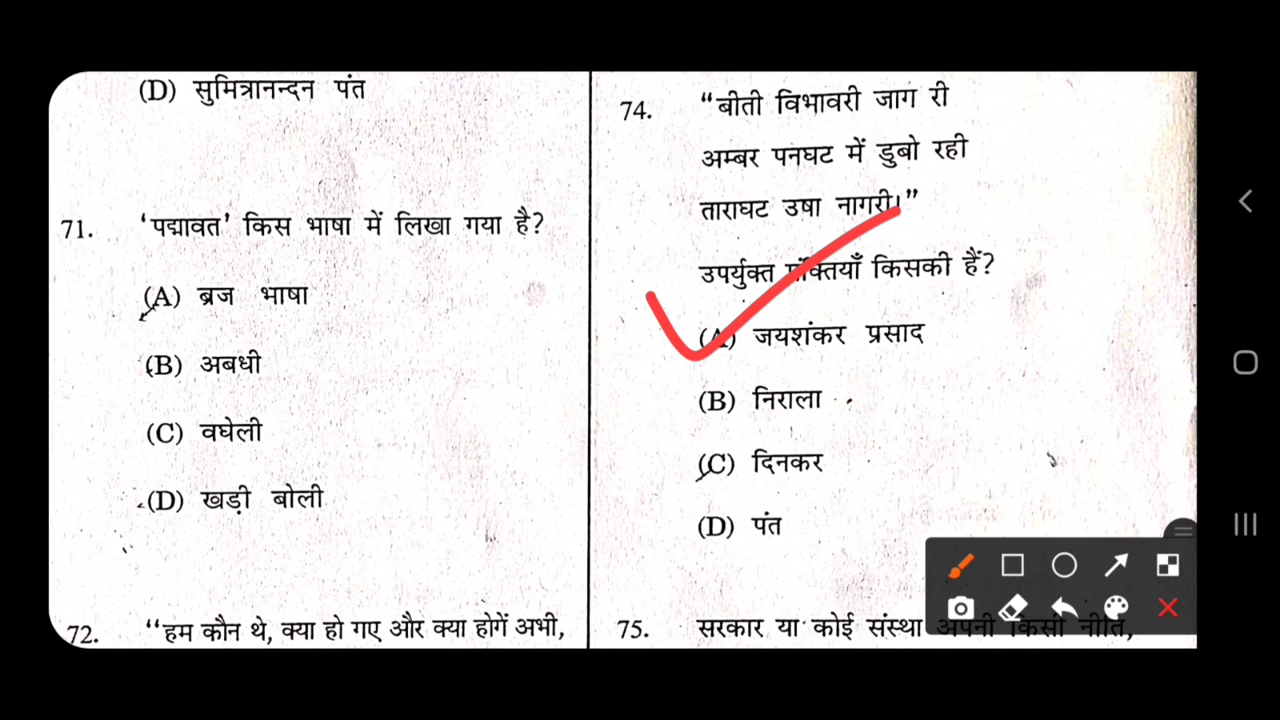 (D) सुमित्रानन्दन पंत
71. 'पद्मावत' किस भाषा में लिखा गया है?
(A) ब्रज भाषा
(B) अबधी
(C) वघेली
(D) खड़ी बोली
72. “हम कौन थे, क्या हो गए और क्या होगें अभी,
74. “बीती विभावरी जाग री
अम्बर पनघट में डुबो रही
ताराघट उषा नागरी।”
उपर्युक्त पंक्तियाँ किसकी हैं?
(A) जयशंकर प्रसाद
(B) निराला
(C) दिनकर
(D) पंत
75. सरकार या कोई संस्था अपनी किसी नीति,